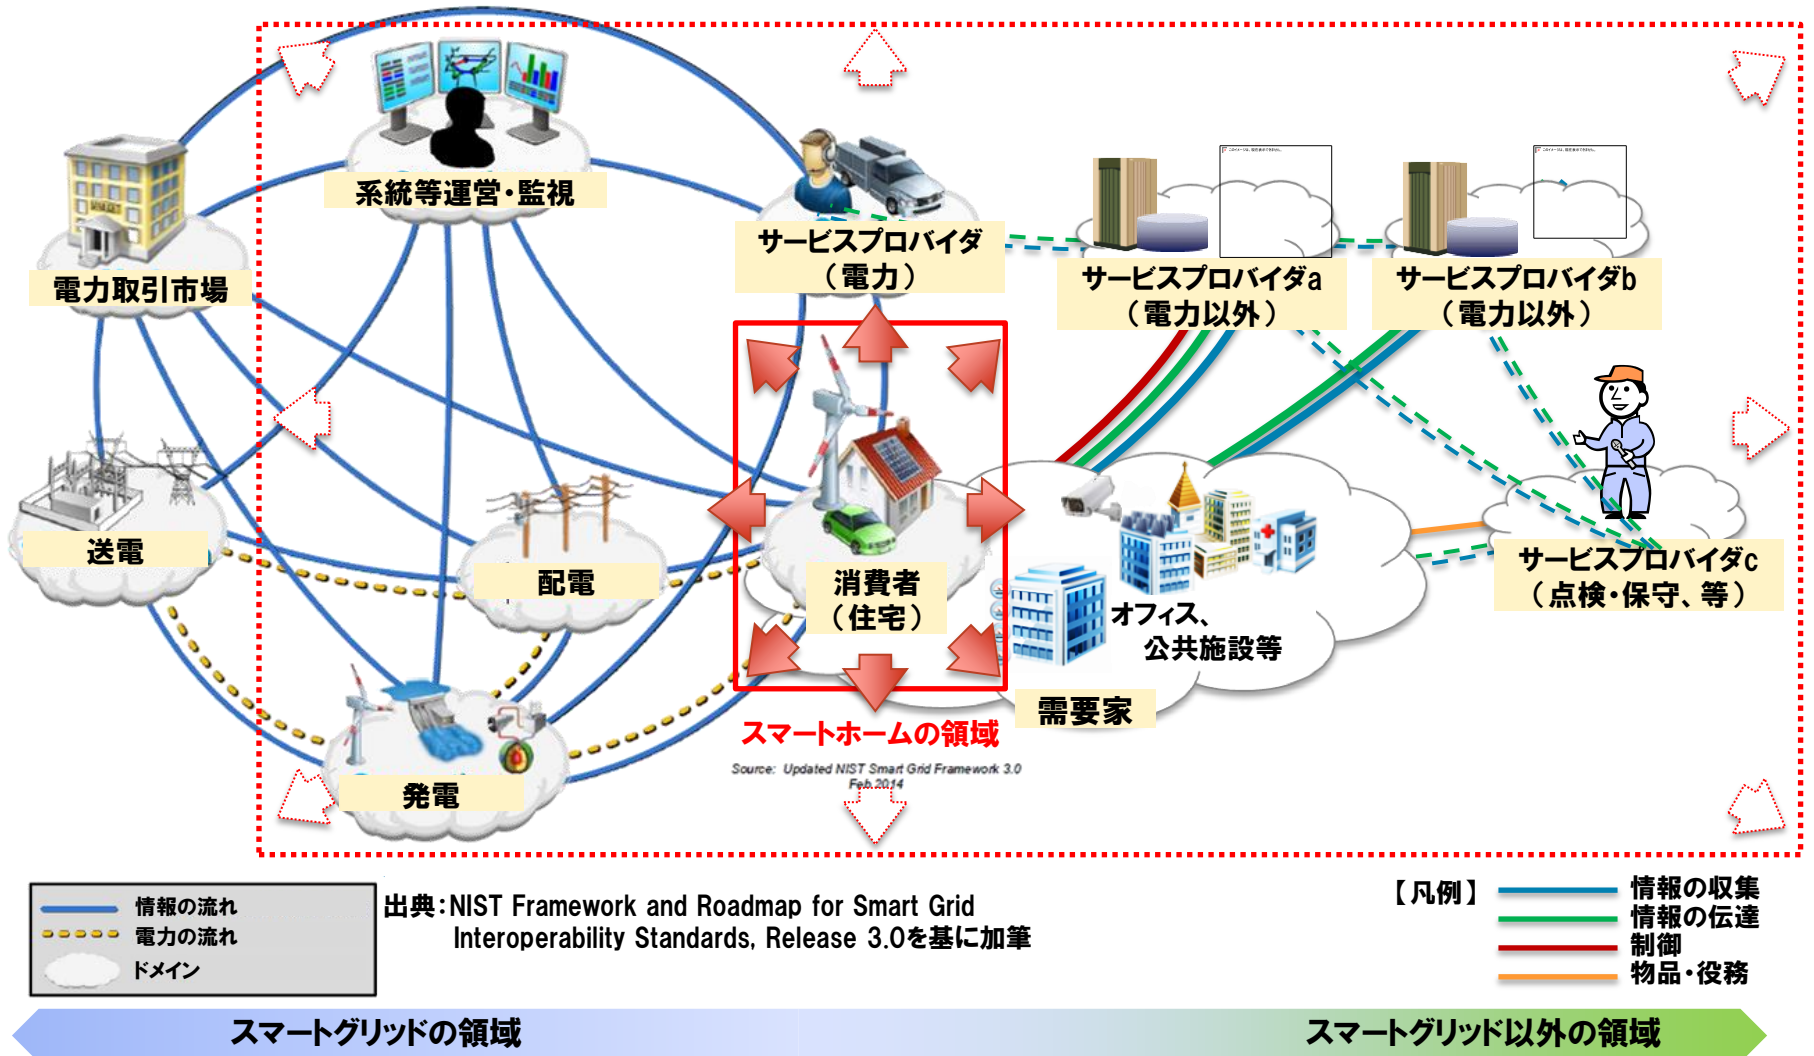 系統等運営・監視
電力取引市場
サービスプロバイダ
（電力）
サービスプロバイダa
（電力以外）
サービスプロバイダb
（電力以外）
送電
配電
消費者
（住宅）
オフィス、
公共施設等
サービスプロバイダc
（点検・保守、等）
需要家
発電
スマートホームの領域
Source: Updated NIST Smart Grid Framework 3.0
Feb.2014
情報の流れ
電力の流れ
ドメイン
出典：NIST Framework and Roadmap for Smart Grid
Interoperability Standards, Release 3.0を基に加筆
【凡例】
情報の収集
情報の伝達
制御
物品・役務
スマートグリッドの領域
スマートグリッド以外の領域